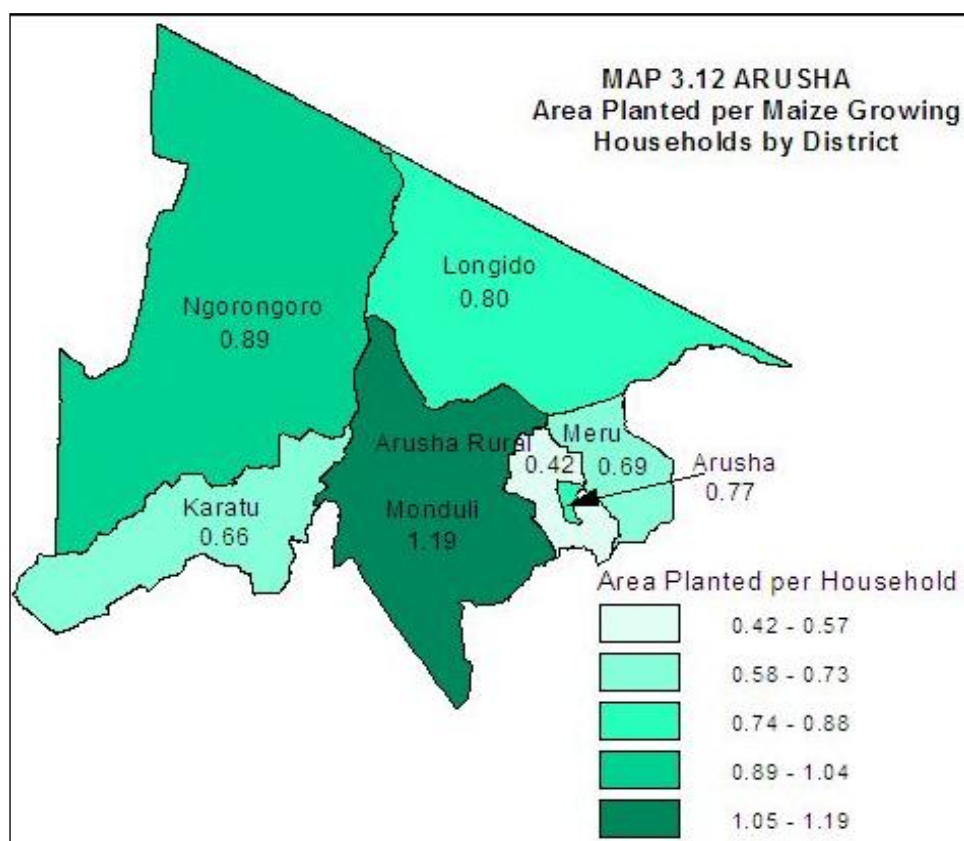 MAP 3.12 ARUSHA
Area Planted per Maize Growing
Households by District
Longido
0.80
Ngorongoro
0.89
Arusha Rural
0.42
Meru
0.69
Arusha
0.77
Karatu
0.66
Monduli
1.19
Area Planted per Household
0.42 - 0.57
0.58 - 0.73
0.74 - 0.88
0.89 - 1.04
1.05 - 1.19